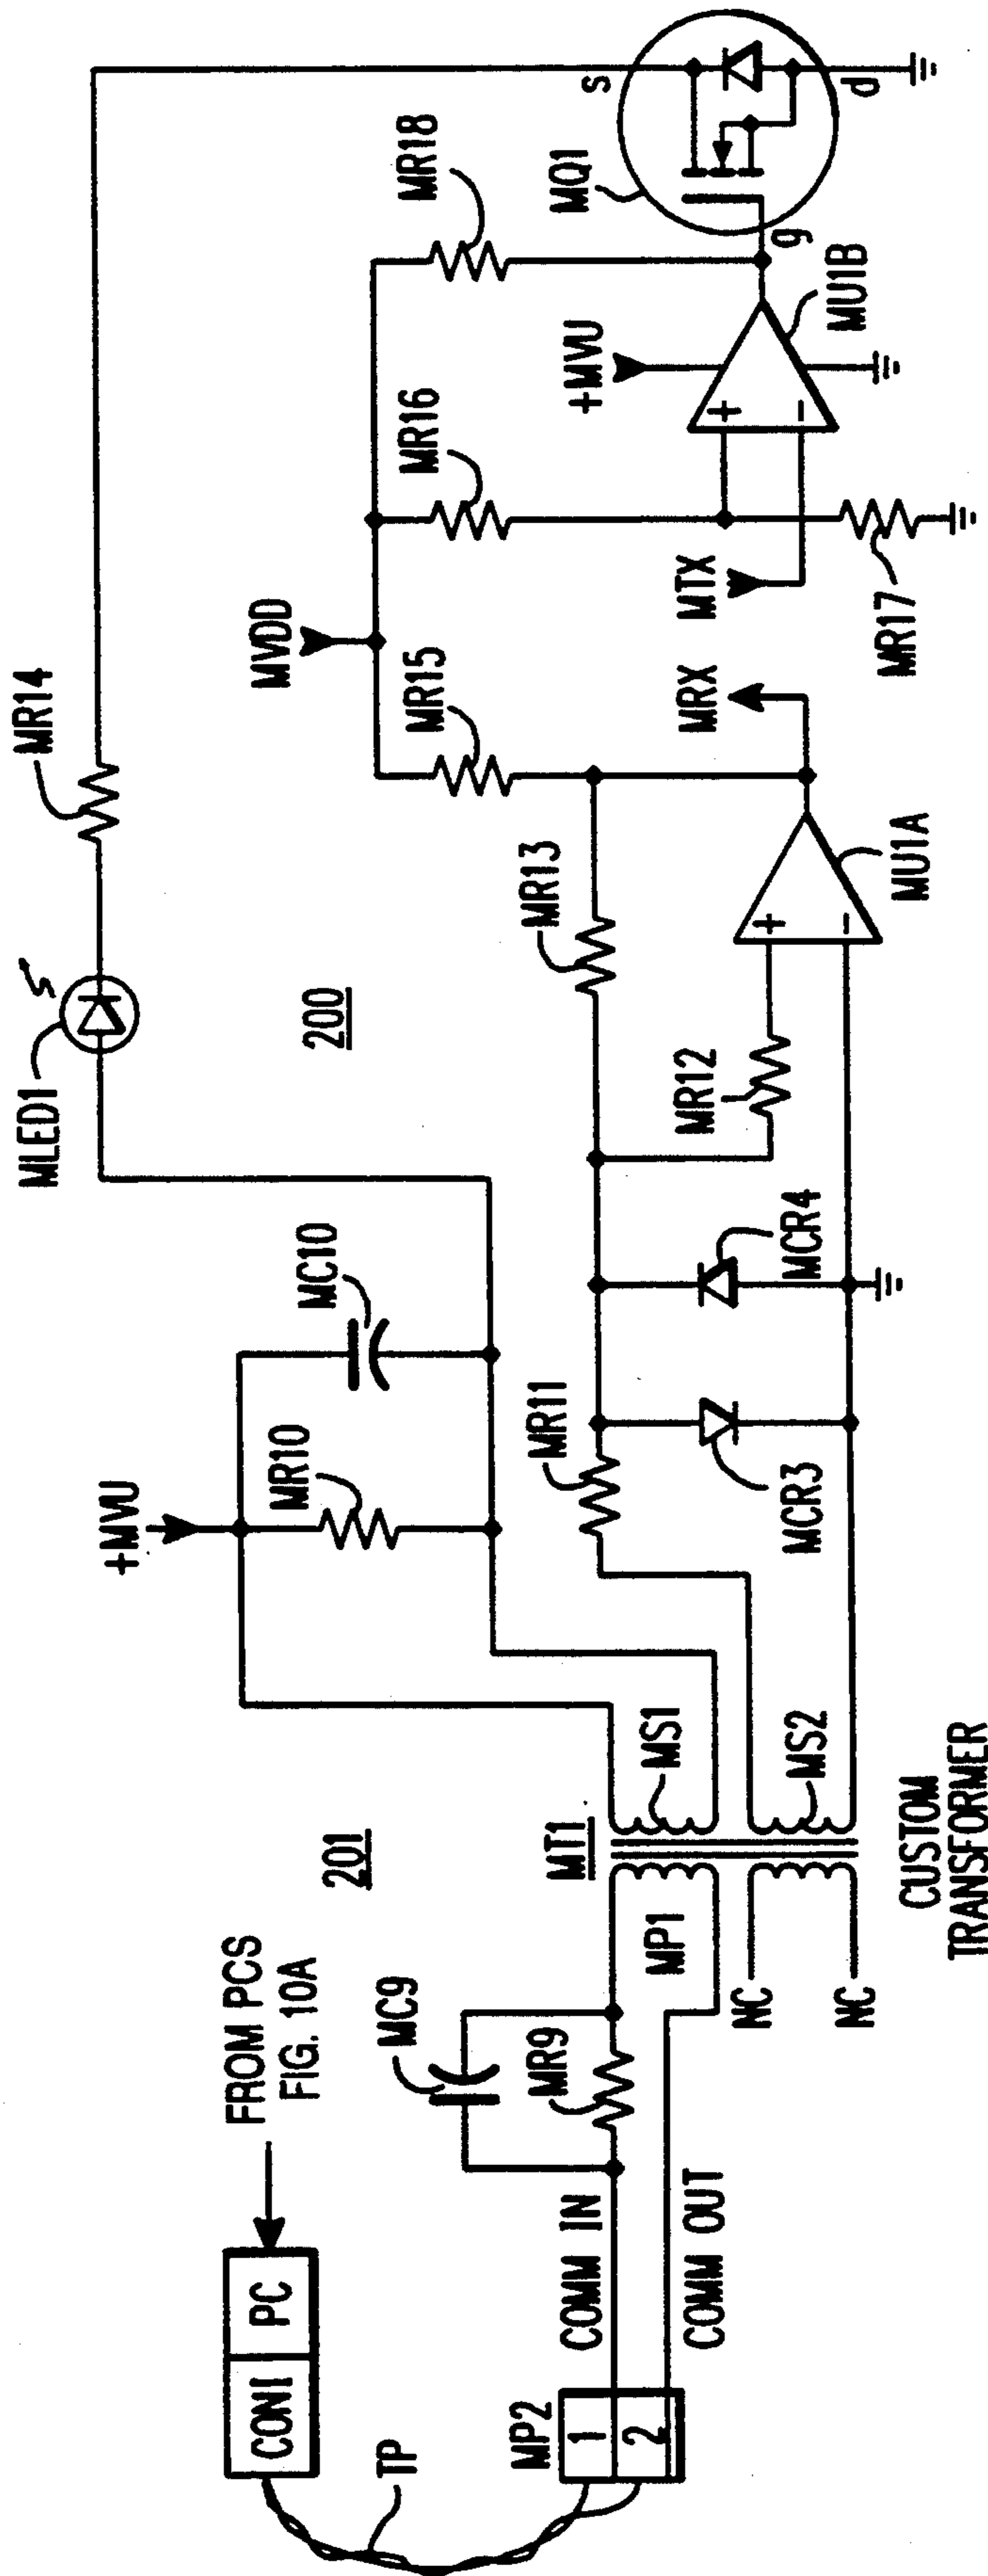 FROM PCS
FIG. 10A
CONI
PC
TP
MP2
1
2
COMM IN
COMM OUT
MC9
MR9
201
MT1
MP1
MS1
MS2
NC
NC
CUSTOM
TRANSFORMER
+MVU
MR10
MC10
MR11
MCR3
MCR4
MLED1
MR14
200
MR12
MR13
+
-
MU1A
MRX
MVDD
MR15
MTX
MR16
MR17
+MVU
+
-
MU1B
MR18
MQ1
g
s
d